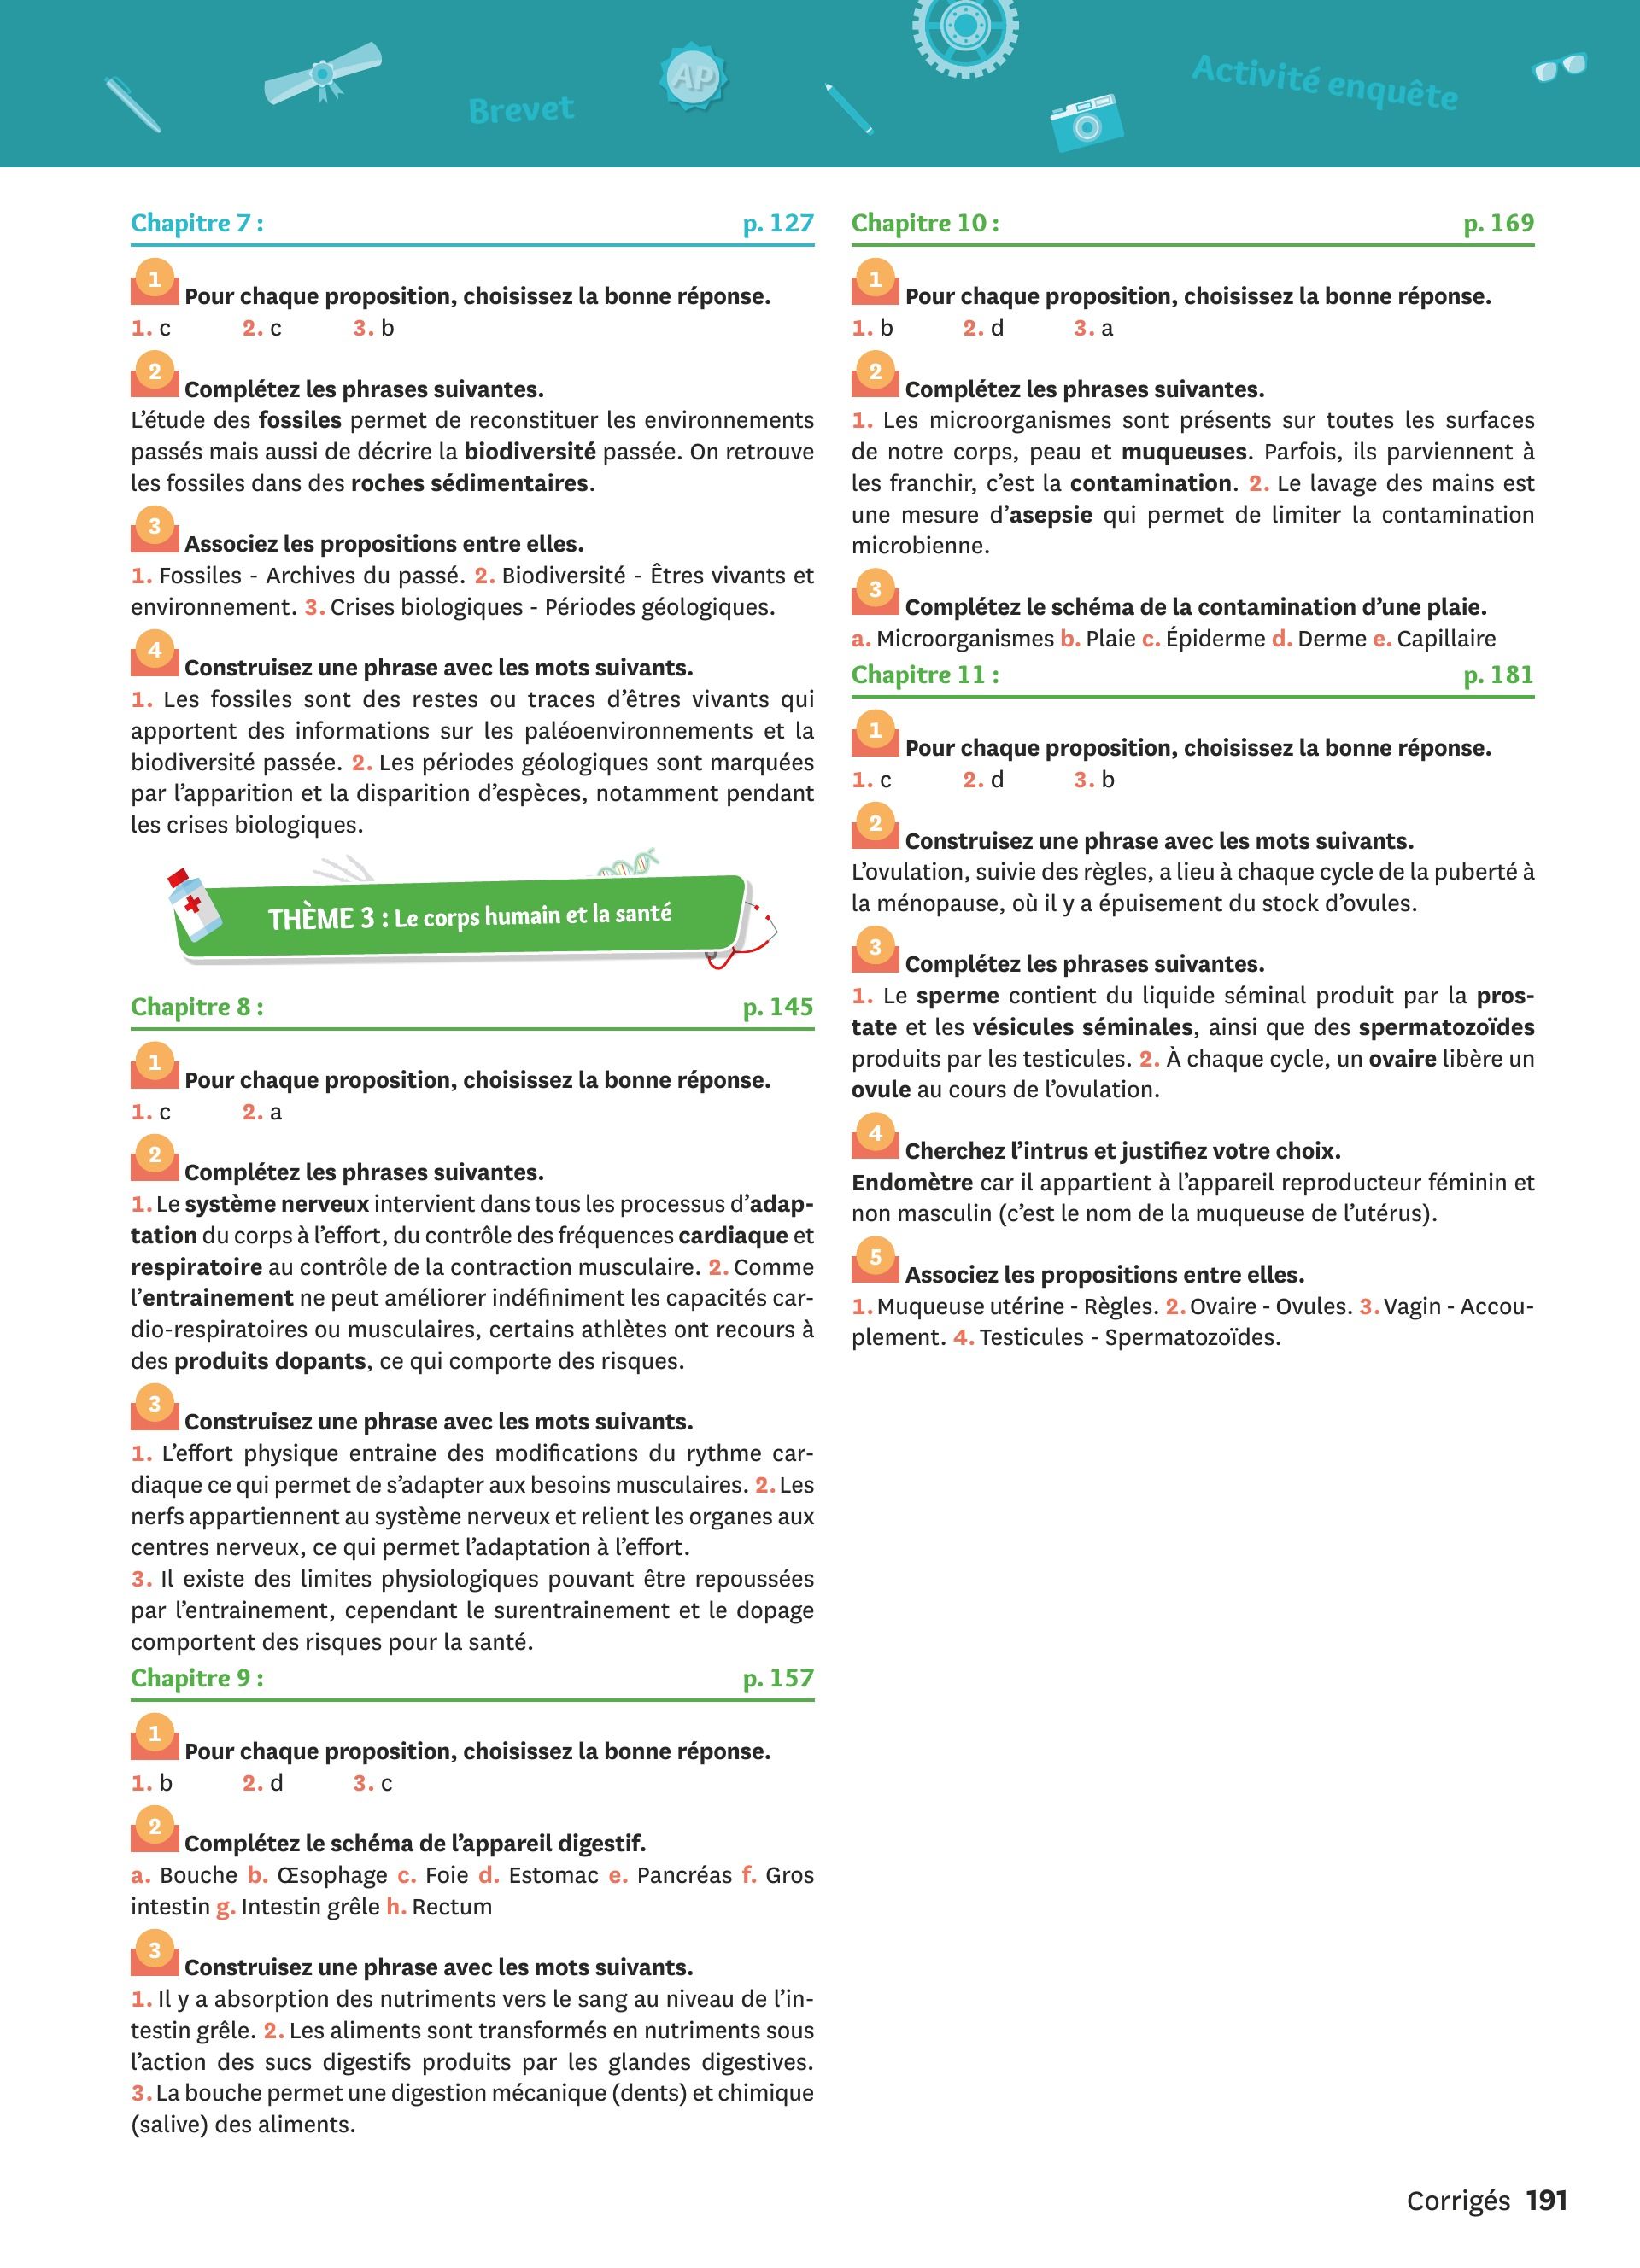 Brevet
AP
Activité enquête
Chapitre 7 : p. 127
1 Pour chaque proposition, choisissez la bonne réponse.
1. c 2. c 3. b
2 Complétez les phrases suivantes.
L’étude des fossiles permet de reconstituer les environnements
passés mais aussi de décrire la biodiversité passée. On retrouve
les fossiles dans des roches sédimentaires.
3 Associez les propositions entre elles.
1. Fossiles - Archives du passé. 2. Biodiversité - Êtres vivants et
environnement. 3. Crises biologiques - Périodes géologiques.
4 Construisez une phrase avec les mots suivants.
1. Les fossiles sont des restes ou traces d’êtres vivants qui
apportent des informations sur les paléoenvironnements et la
biodiversité passée. 2. Les périodes géologiques sont marquées
par l’apparition et la disparition d’espèces, notamment pendant
les crises biologiques.
THÈME 3 : Le corps humain et la santé
Chapitre 8 : p. 145
1 Pour chaque proposition, choisissez la bonne réponse.
1. c 2. a
2 Complétez les phrases suivantes.
1. Le système nerveux intervient dans tous les processus d’adap-
tation du corps à l’effort, du contrôle des fréquences cardiaque et
respiratoire au contrôle de la contraction musculaire. 2. Comme
l’entrainement ne peut améliorer indéfiniment les capacités car-
dio-respiratoires ou musculaires, certains athlètes ont recours à
des produits dopants, ce qui comporte des risques.
3 Construisez une phrase avec les mots suivants.
1. L’effort physique entraine des modifications du rythme car-
diaque ce qui permet de s’adapter aux besoins musculaires. 2. Les
nerfs appartiennent au système nerveux et relient les organes aux
centres nerveux, ce qui permet l’adaptation à l’effort.
3. Il existe des limites physiologiques pouvant être repoussées
par l’entrainement, cependant le surentrainement et le dopage
comportent des risques pour la santé.
Chapitre 9 : p. 157
1 Pour chaque proposition, choisissez la bonne réponse.
1. b 2. d 3. c
2 Complétez le schéma de l’appareil digestif.
a. Bouche b. Œsophage c. Foie d. Estomac e. Pancréas f. Gros
intestin g. Intestin grêle h. Rectum
3 Construisez une phrase avec les mots suivants.
1. Il y a absorption des nutriments vers le sang au niveau de l’in-
testin grêle. 2. Les aliments sont transformés en nutriments sous
l’action des sucs digestifs produits par les glandes digestives.
3. La bouche permet une digestion mécanique (dents) et chimique
(salive) des aliments.
Chapitre 10 : p. 169
1 Pour chaque proposition, choisissez la bonne réponse.
1. b 2. d 3. a
2 Complétez les phrases suivantes.
1. Les microorganismes sont présents sur toutes les surfaces
de notre corps, peau et muqueuses. Parfois, ils parviennent à
les franchir, c’est la contamination. 2. Le lavage des mains est
une mesure d’asepsie qui permet de limiter la contamination
microbienne.
3 Complétez le schéma de la contamination d’une plaie.
a. Microorganismes b. Plaie c. Épiderme d. Derme e. Capillaire
Chapitre 11 : p. 181
1 Pour chaque proposition, choisissez la bonne réponse.
1. c 2. d 3. b
2 Construisez une phrase avec les mots suivants.
L’ovulation, suivie des règles, a lieu à chaque cycle de la puberté à
la ménopause, où il y a épuisement du stock d’ovules.
3 Complétez les phrases suivantes.
1. Le sperme contient du liquide séminal produit par la pros-
tate et les vésicules séminales, ainsi que des spermatozoïdes
produits par les testicules. 2. À chaque cycle, un ovaire libère un
ovule au cours de l’ovulation.
4 Cherchez l’intrus et justifiez votre choix.
Endomètre car il appartient à l’appareil reproducteur féminin et
non masculin (c’est le nom de la muqueuse de l’utérus).
5 Associez les propositions entre elles.
1. Muqueuse utérine - Règles. 2. Ovaire - Ovules. 3. Vagin - Accou-
plement. 4. Testicules - Spermatozoïdes.
Corrigés 191